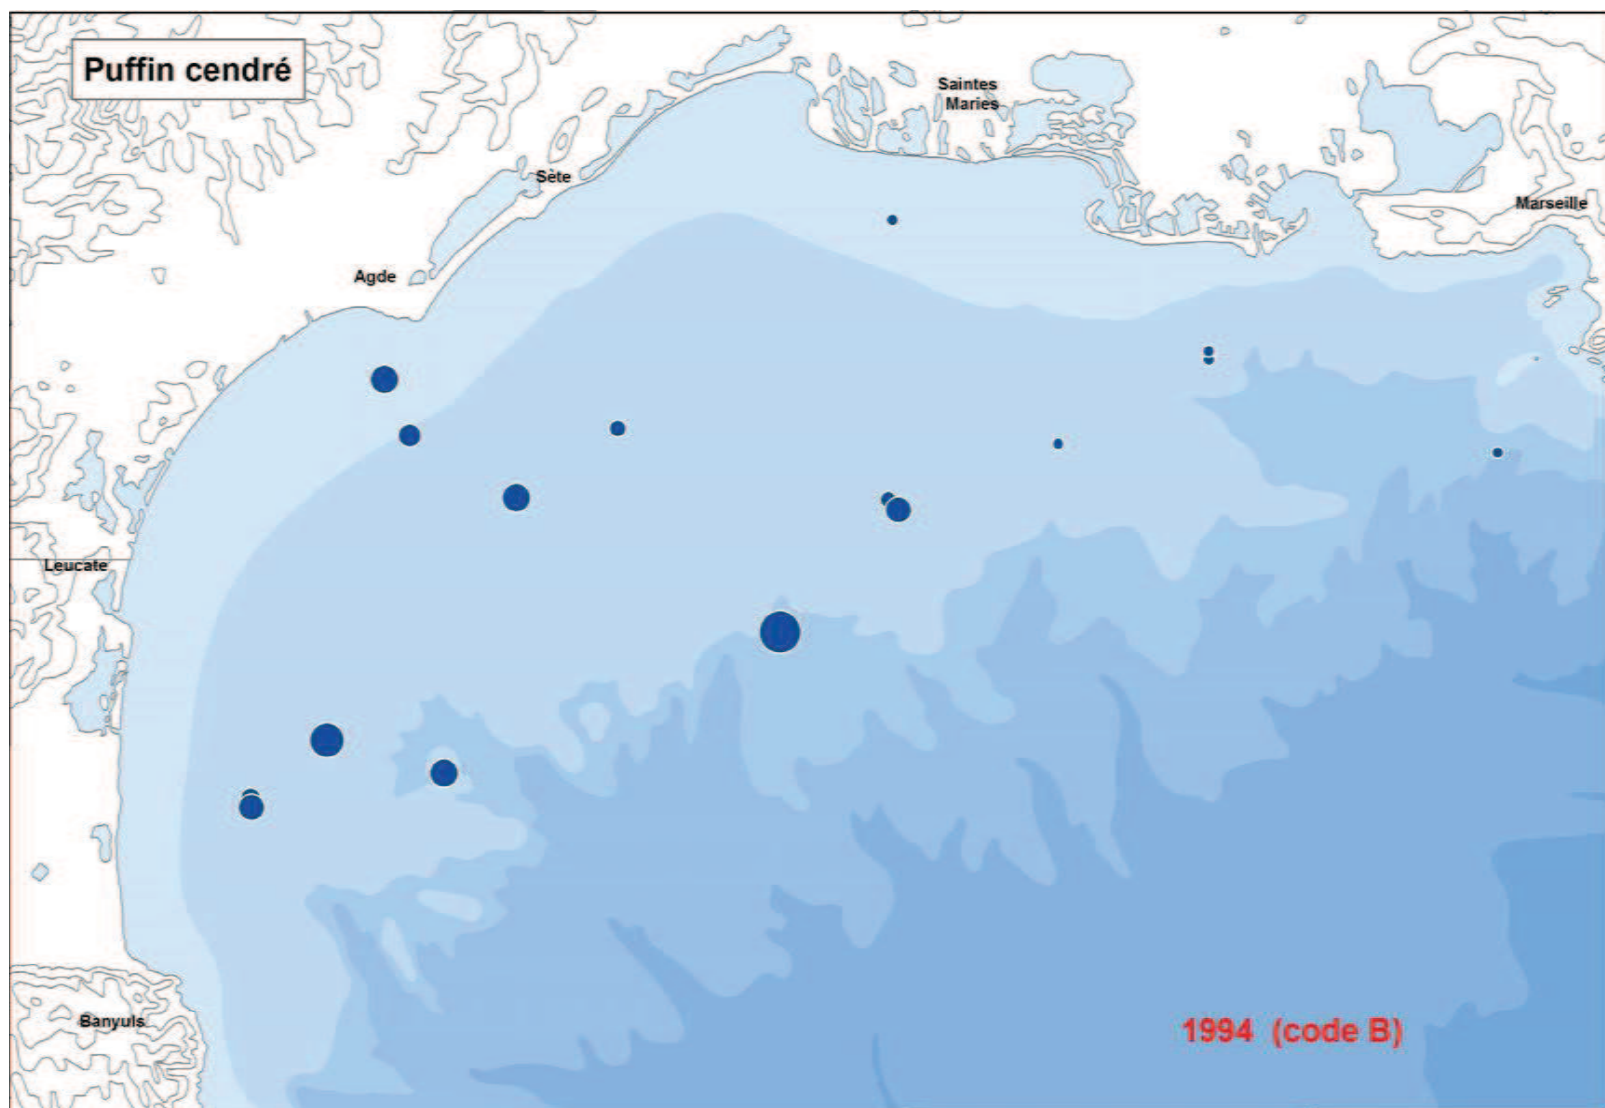 Puffin cendré
Saintes
Maries
Sète
Marseille
Agde
Leucate
Banyuls
1994 (code B)